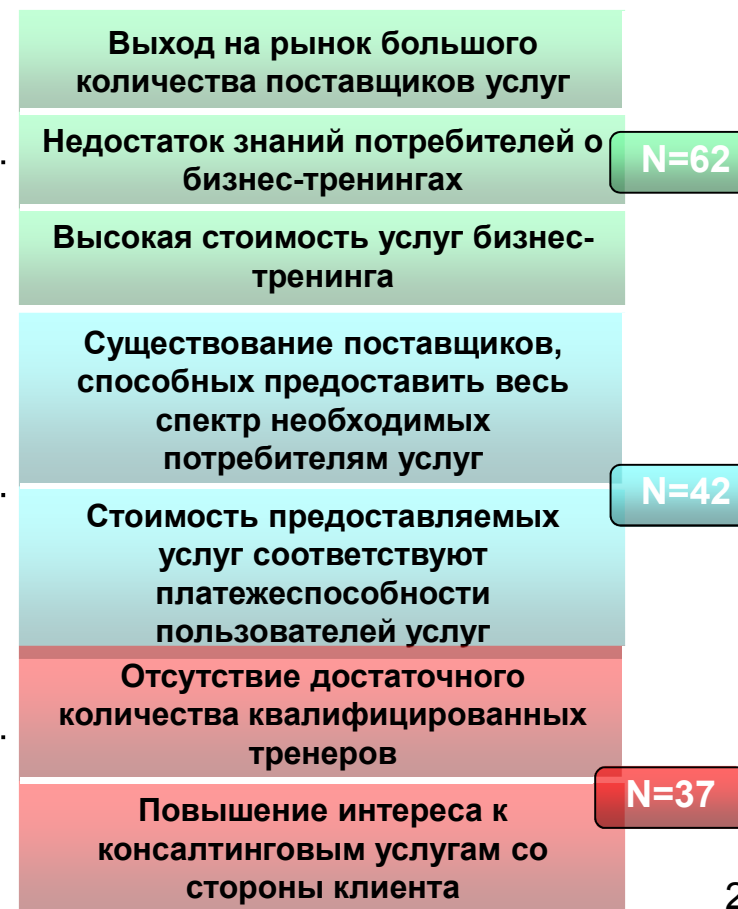 Выход на рынок большого
количества поставщиков услуг
Недостаток знаний потребителей о
бизнес-тренингах
N=62
Высокая стоимость услуг бизнес-
тренинга
Существование поставщиков,
способных предоставить весь
спектр необходимых
потребителям услуг
N=42
Стоимость предоставляемых
услуг соответствуют
платежеспособности
пользователей услуг
Отсутствие достаточного
количества квалифицированных
тренеров
N=37
Повышение интереса к
консалтинговым услугам со
стороны клиента
2